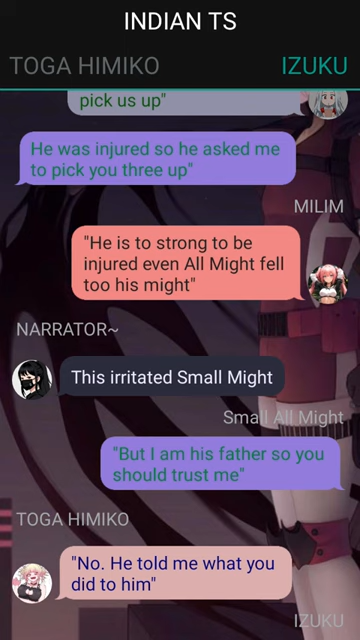 INDIAN TS
TOGA HIMIKO
IZUKU
pick us up"
He was injured so he asked me
to pick you three up"
MILIM
"He is to strong to be
injured even All Might fell
too his might"
NARRATOR~
This irritated Small Might
Small All Might
"But I am his father so you
should trust me"
TOGA HIMIKO
"No. He told me what you
did to him"
IZUKU